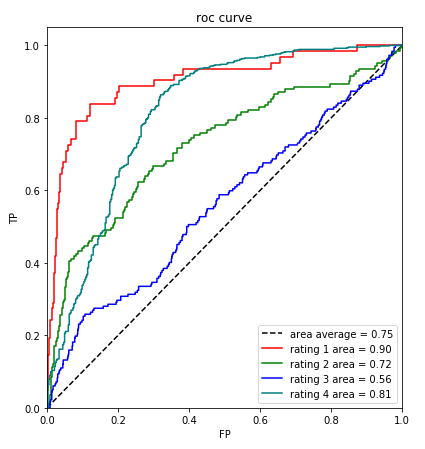 roc curve
1.0
0.8
0.6
0.4
0.2
0.0
TP
0.0 0.2 0.4 0.6 0.8 1.0
FP
area average = 0.75
rating 1 area = 0.90
rating 2 area = 0.72
rating 3 area = 0.56
rating 4 area = 0.81